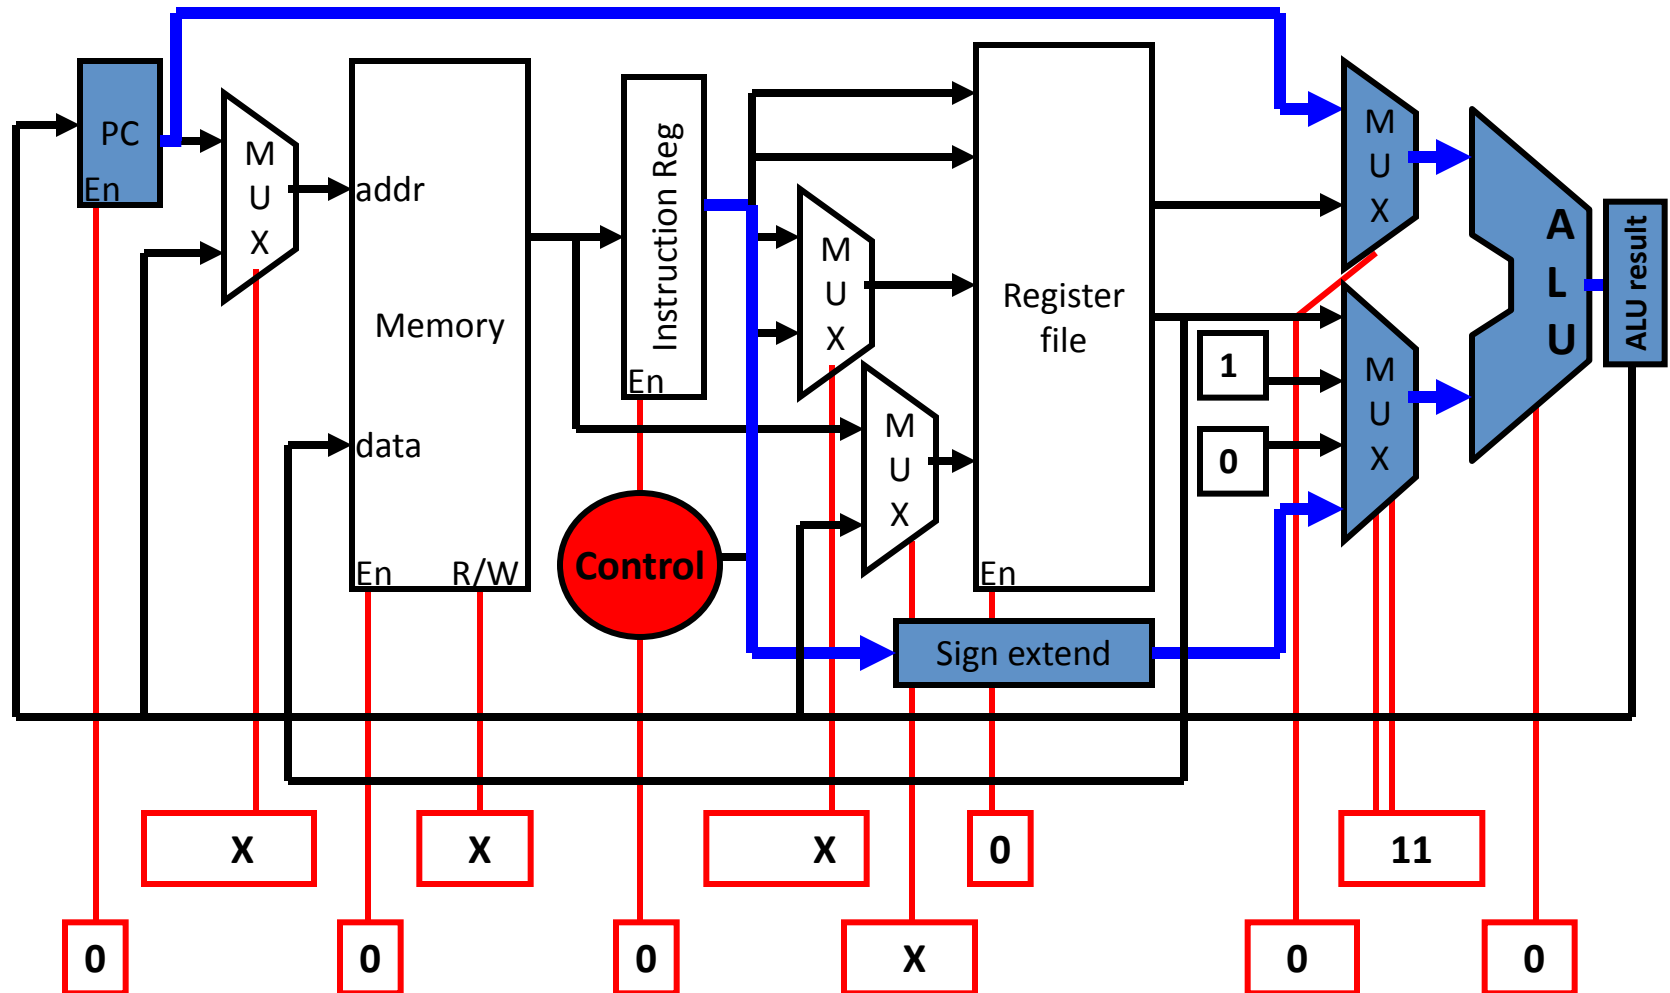 PC
En
M
U
X
addr
Memory
data
En R/W
Instruction Reg
En
Control
M
U
X
M
U
X
Register
file
En
Sign extend
1
0
M
U
X
M
U
X
A
L
U
ALU result
X
X
X
0
11
0
0
0
X
0
0